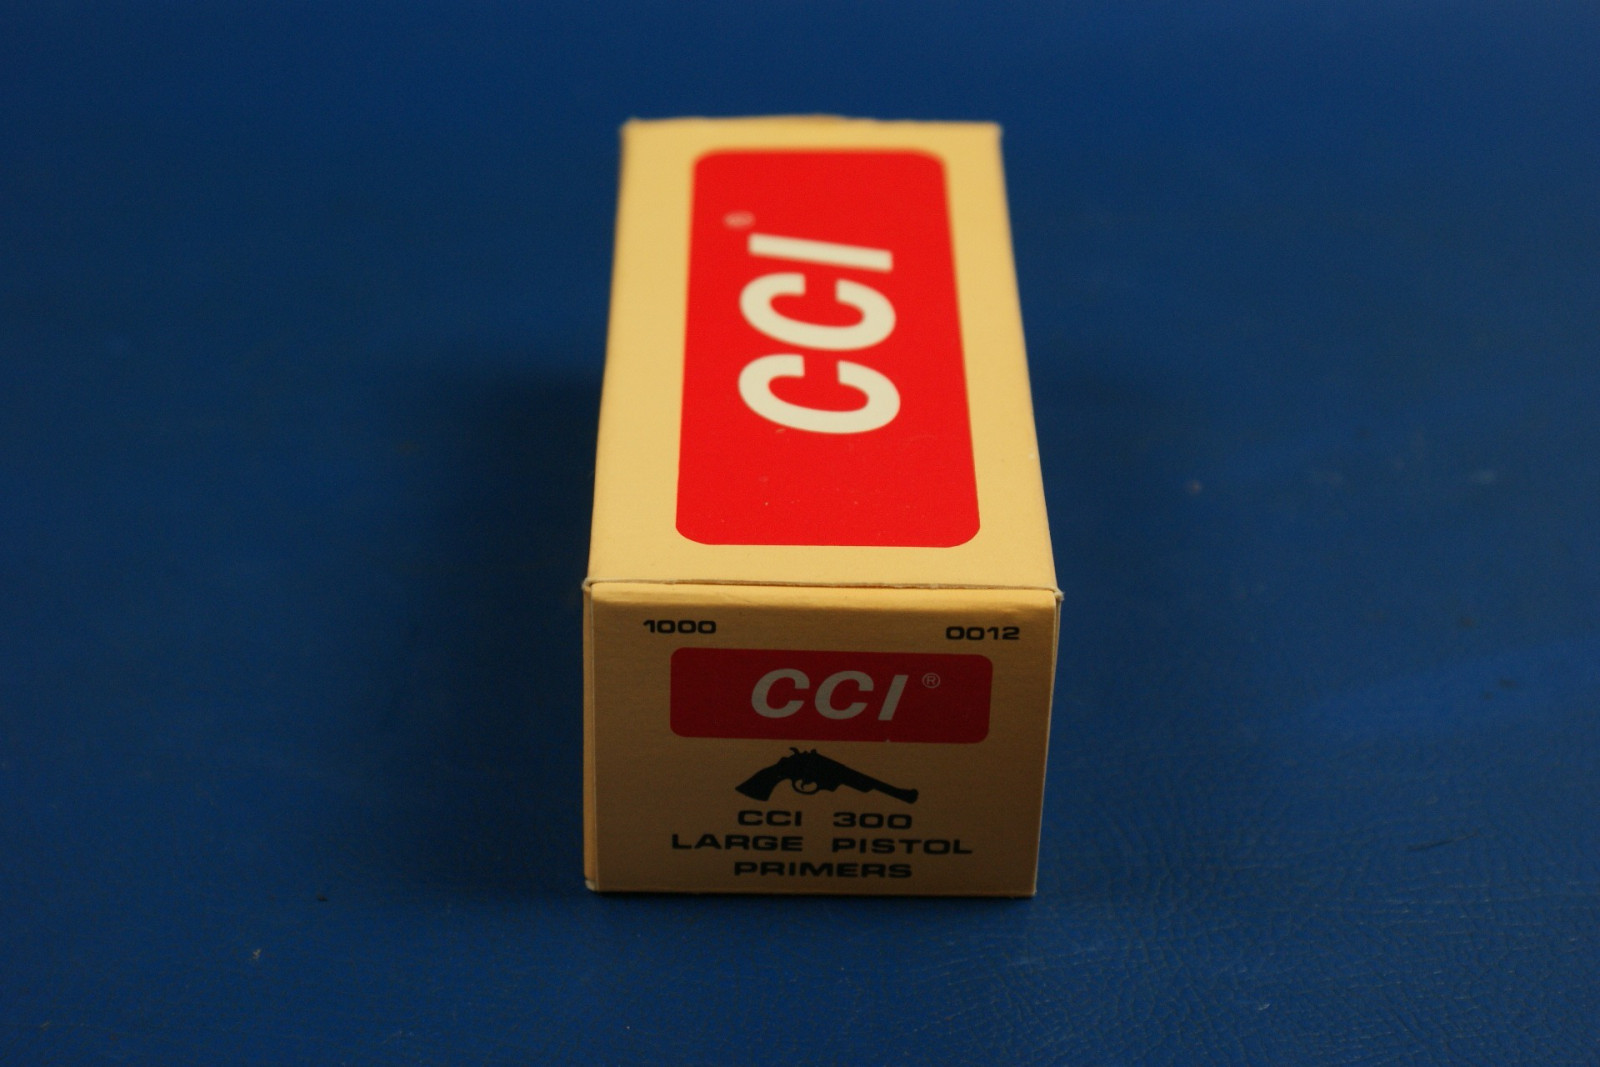 CCI®
1000 0012
CCI®
CCI 300
LARGE PISTOL
PRIMERS